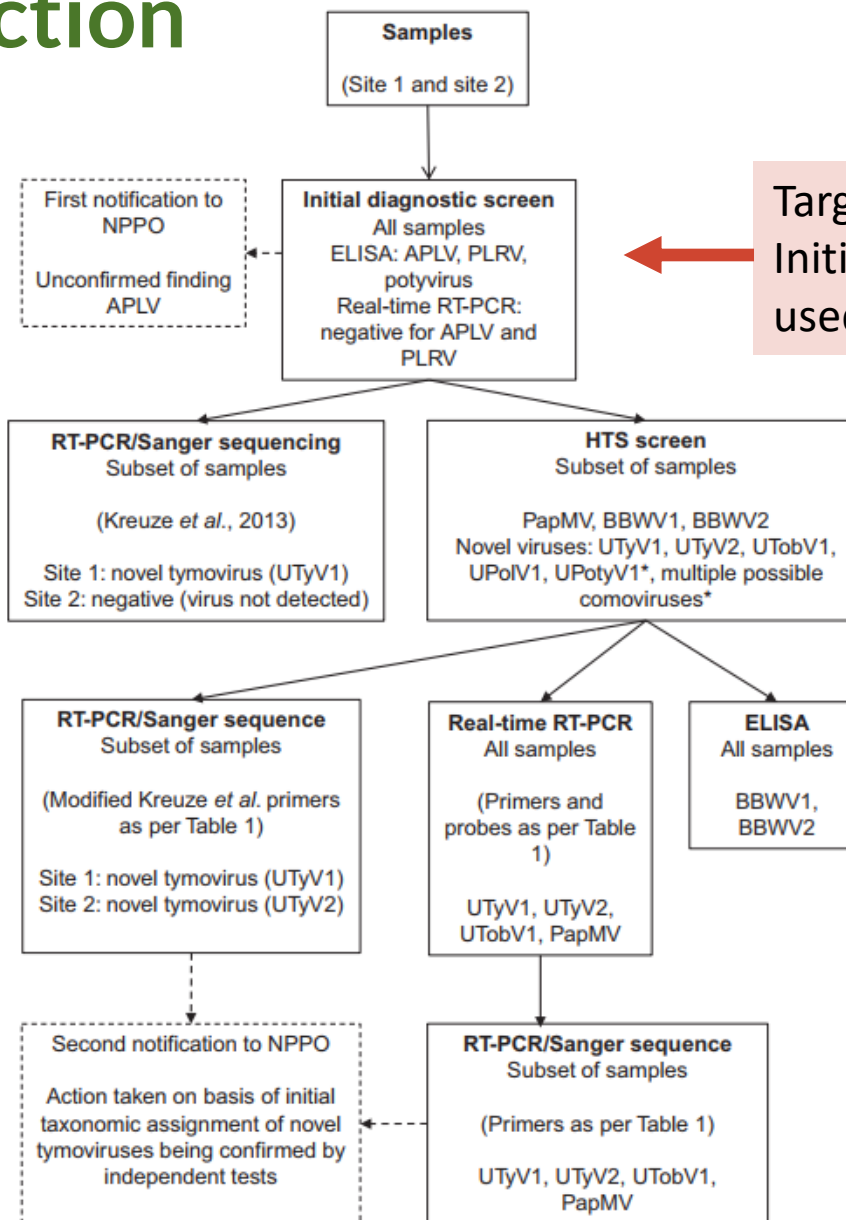 ction
Samples
(Site 1 and site 2)
First notification to
NPPO
Unconfirmed finding
APLV
Initial diagnostic screen
All samples
ELISA: APLV, PLRV,
potyvirus
Real-time RT-PCR:
negative for APLV and
PLRV
Targ
Initi
used
RT-PCR/Sanger sequencing
Subset of samples
(Kreuze et al., 2013)
Site 1: novel tymovirus (UTyV1)
Site 2: negative (virus not detected)
HTS screen
Subset of samples
PapMV, BBWV1, BBWV2
Novel viruses: UTyV1, UTyV2, UTobV1,
UPolV1, UPotyV1*, multiple possible
comoviruses*
RT-PCR/Sanger sequence
Subset of samples
(Modified Kreuze et al. primers
as per Table 1)
Site 1: novel tymovirus (UTyV1)
Site 2: novel tymovirus (UTyV2)
Real-time RT-PCR
All samples
(Primers and
probes as per Table
1)
UTyV1, UTyV2,
UTobV1, PapMV
ELISA
All samples
BBWV1,
BBWV2
Second notification to NPPO
Action taken on basis of initial
taxonomic assignment of novel
tymoviruses being confirmed by
independent tests
RT-PCR/Sanger sequence
Subset of samples
(Primers as per Table 1)
UTyV1, UTyV2, UTobV1,
PapMV